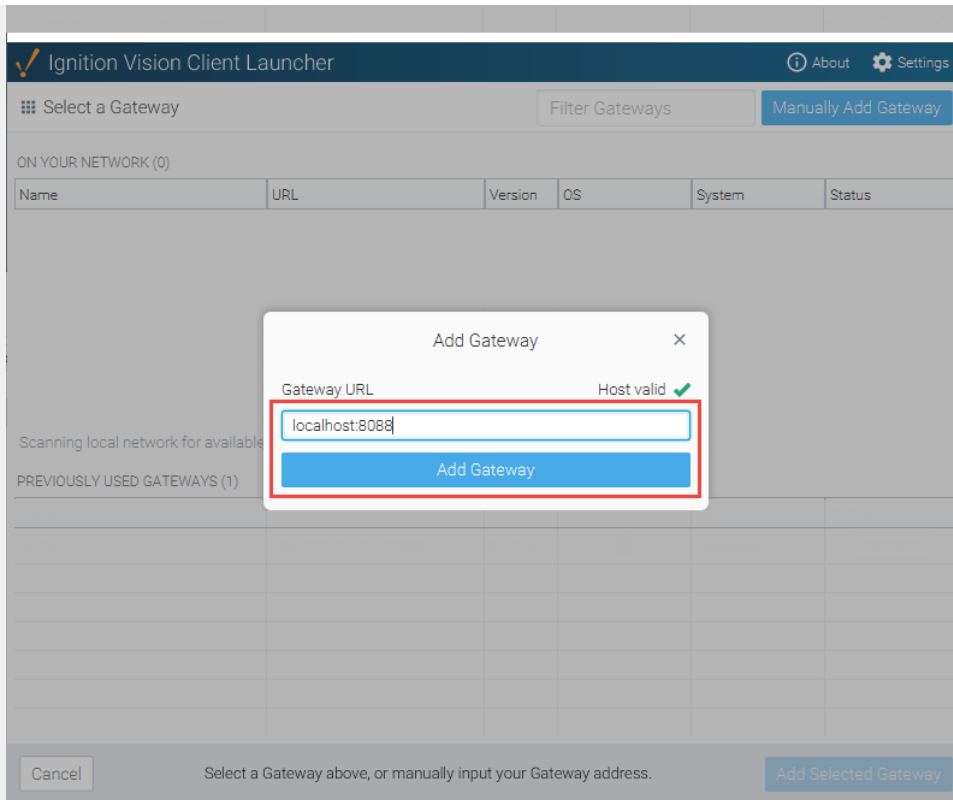 Ignition Vision Client Launcher
About
Settings
Select a Gateway
Filter Gateways
Manually Add Gateway
ON YOUR NETWORK (0)
Name URL Version OS System Status
Add Gateway
Gateway URL
Host valid
localhost:8088
Add Gateway
Scanning local network for available
PREVIOUSLY USED GATEWAYS (1)
Cancel
Select a Gateway above, or manually input your Gateway address.
Add Selected Gateway